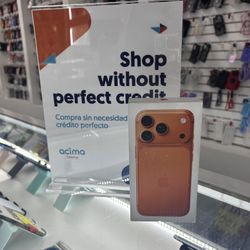 Shop
without
perfect credit
Compra sin necesidad
crédito perfecto
acima